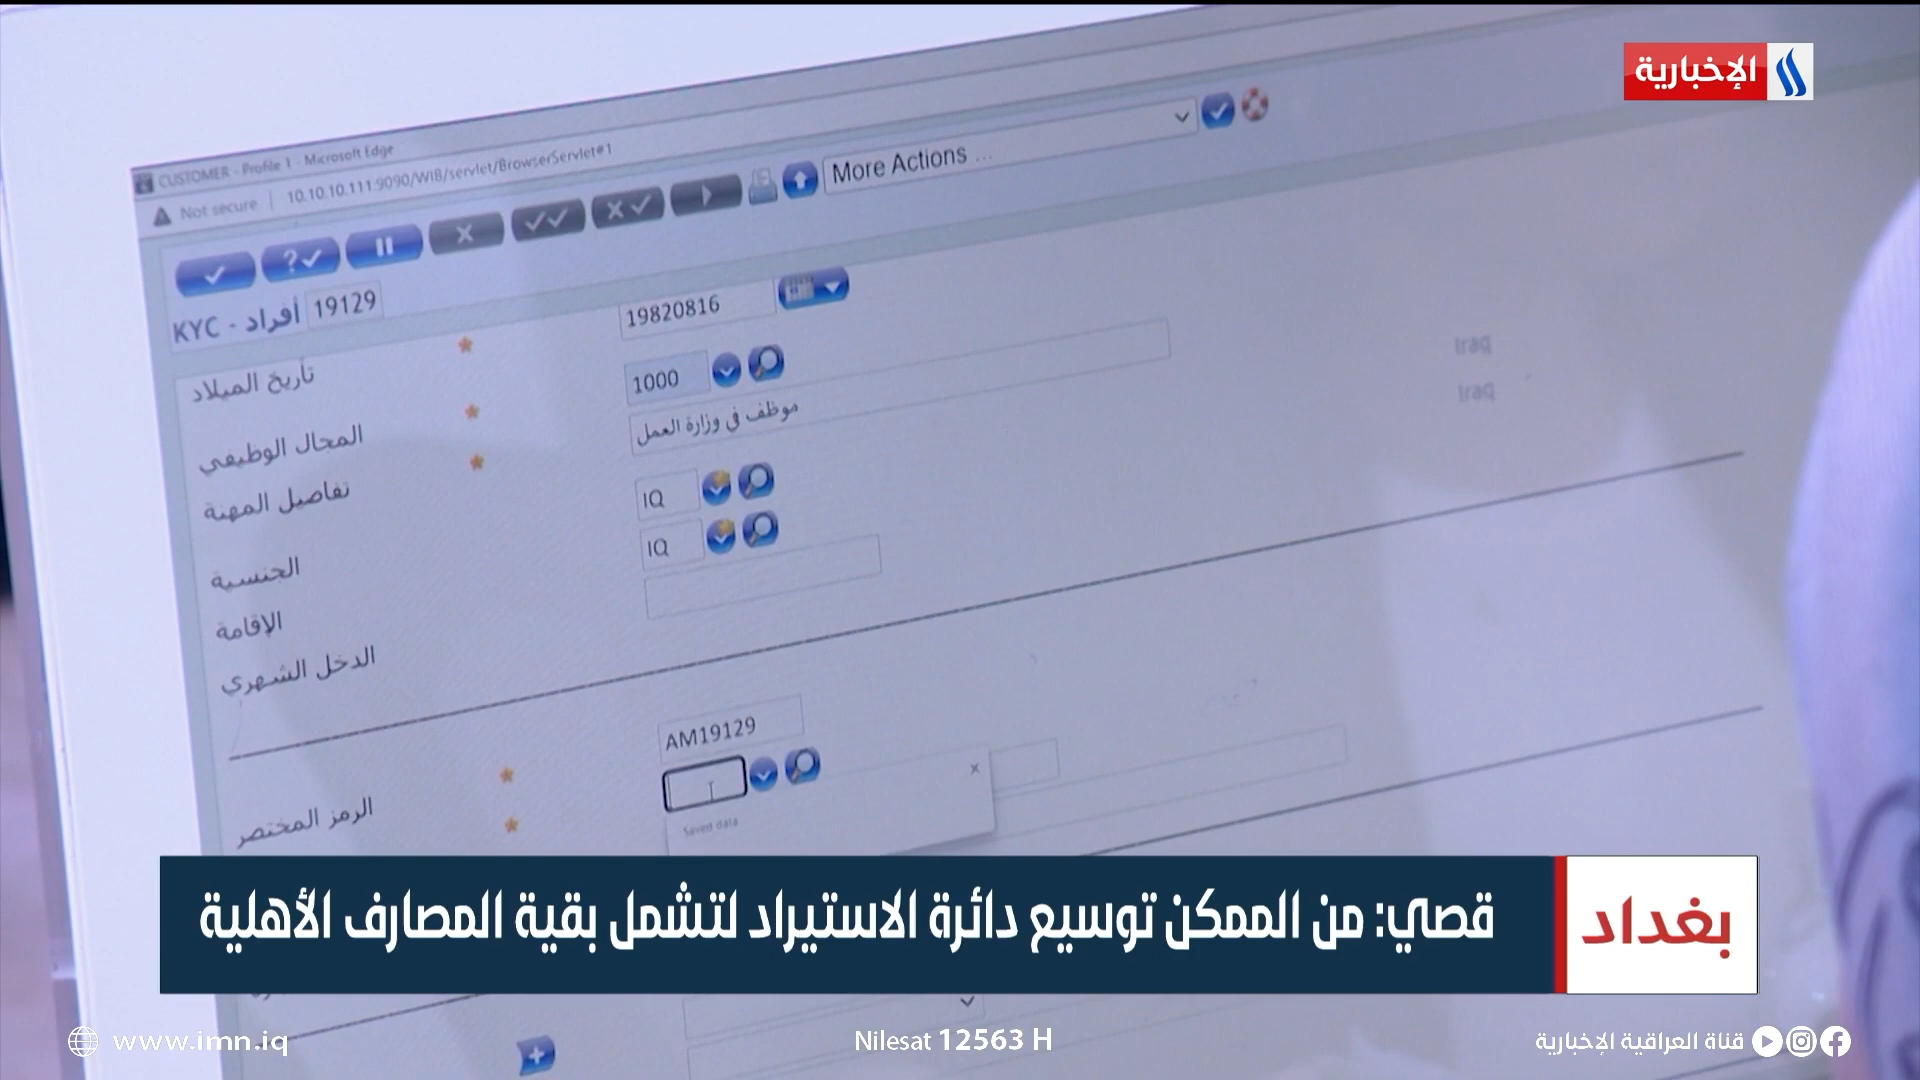 الإخبارية
CUSTOMER - Profile 1 - Microsoft Edge
Not secure | 10.10.10.111:9090/WIB/servlet/BrowserServlet#1
More Actions ...
KYC - أفراد 19129
تأريخ الميلاد * 19820816
المجال الوظيفي * 1000
تفاصيل المهنة * موظف في وزارة العمل
الجنسية IQ Iraq
الإقامة IQ Iraq
الدخل الشهري
الرمز المختصر * AM19129
Saved data
بغداد
قصي: من الممكن توسيع دائرة الاستيراد لتشمل بقية المصارف الأهلية
www.imn.iq
Nilesat 12563 H
قناة العراقية الإخبارية